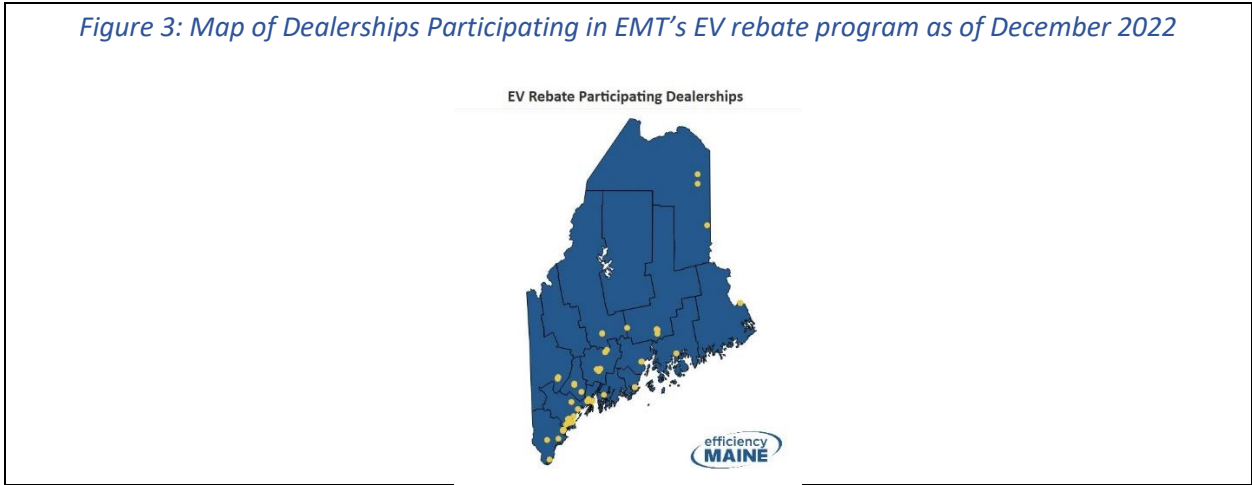 Figure 3: Map of Dealerships Participating in EMT's EV rebate program as of December 2022
EV Rebate Participating Dealerships
efficiency
MAINE